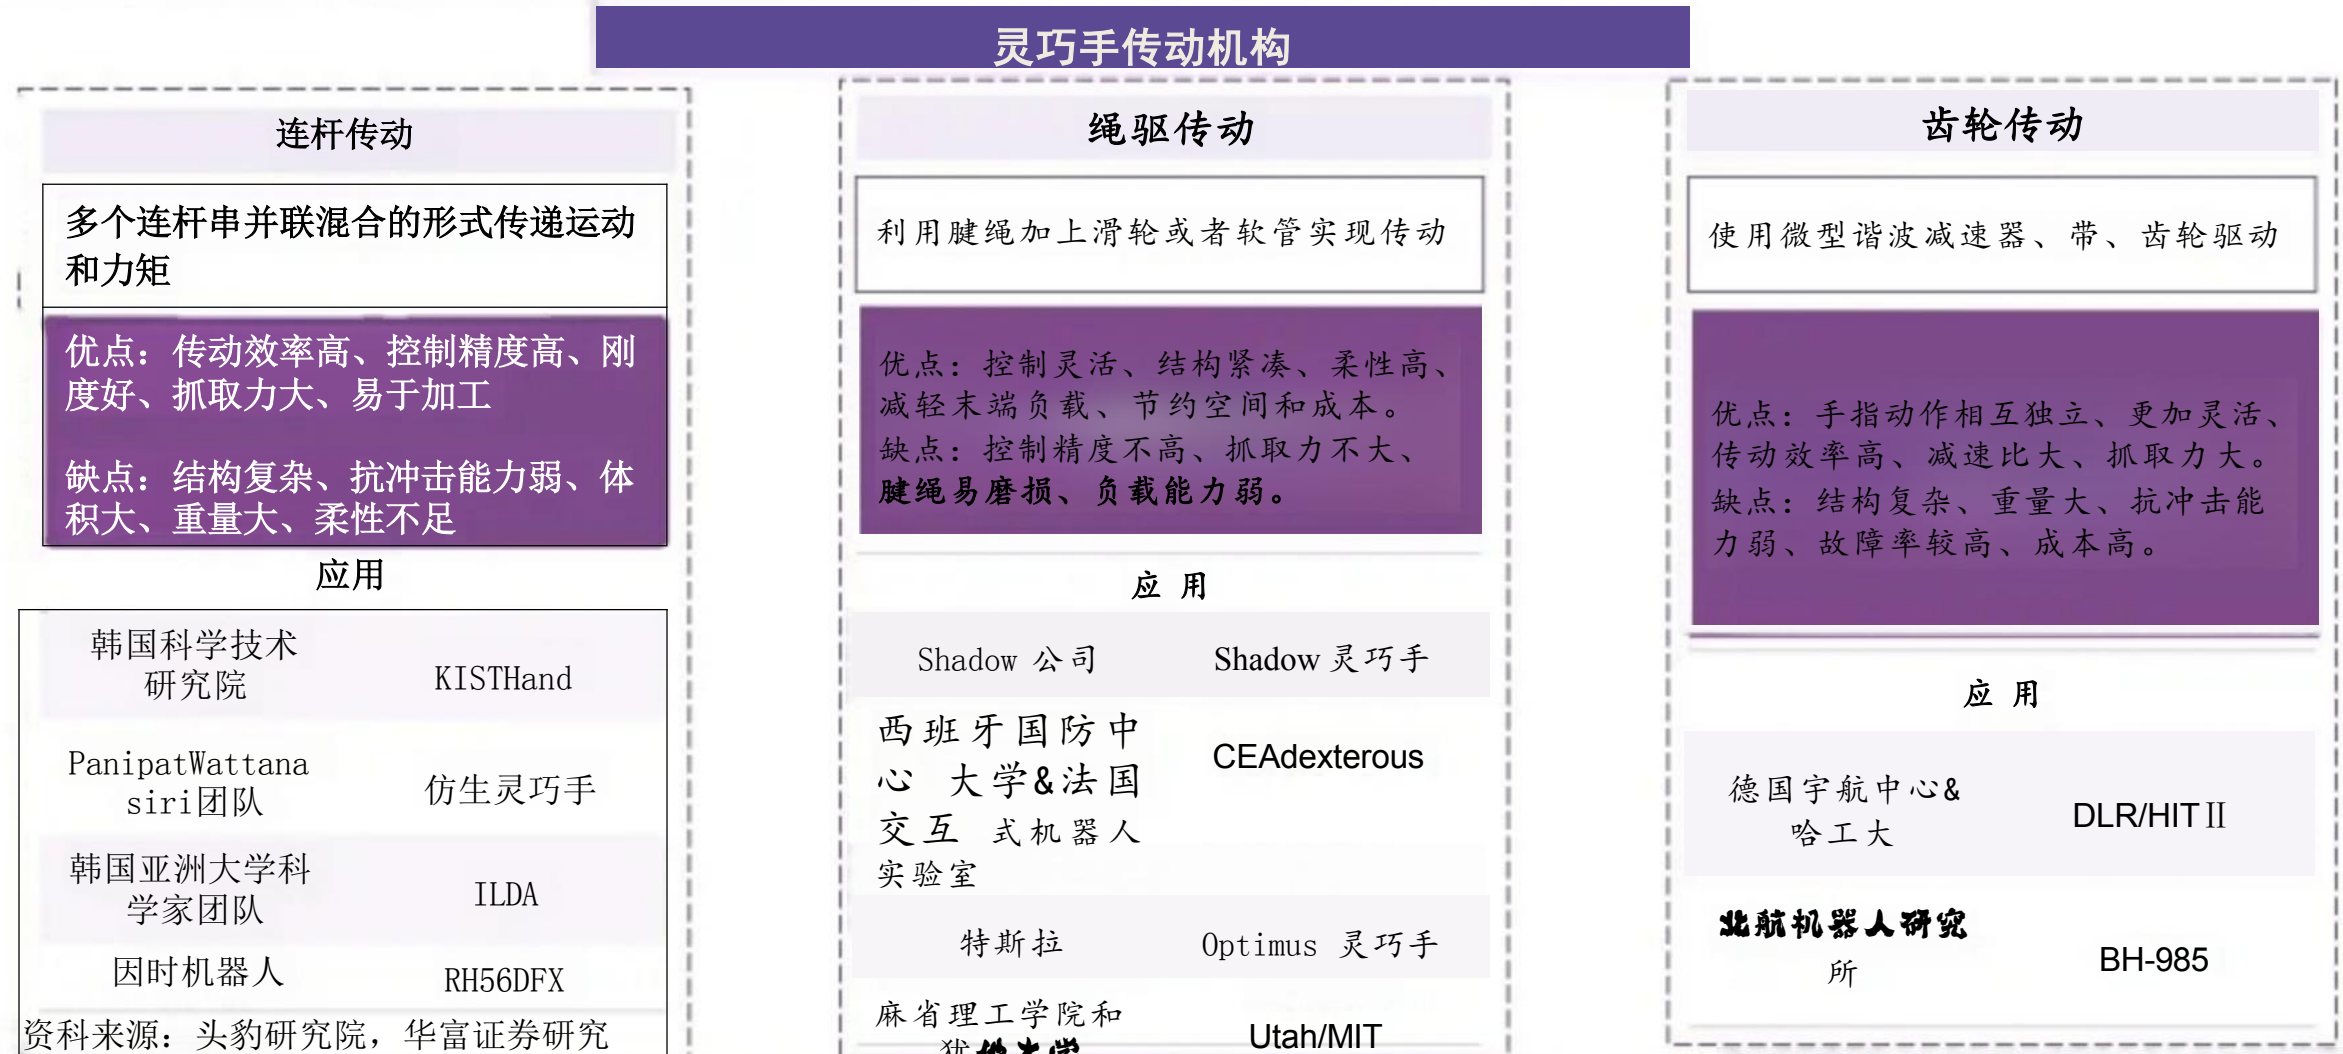 灵巧手传动机构
连杆传动
多个连杆串并联混合的形式传递运动
和力矩
优点：传动效率高、控制精度高、刚
度好、抓取力大、易于加工
缺点：结构复杂、抗冲击能力弱、体
积大、重量大、柔性不足
应用
韩国科学技术
研究院
KISTHand
PanipatWattana
siri团队
仿生灵巧手
韩国亚洲大学科
学家团队
ILDA
因时机器人
RH56DFX
资料来源：头豹研究院，华富证券研究
绳驱传动
利用腱绳加上滑轮或者软管实现传动
优点：控制灵活、结构紧凑、柔性高、
减轻末端负载、节约空间和成本。
缺点：控制精度不高、抓取力不大、
腱绳易磨损、负载能力弱。
应 用
Shadow 公司
Shadow 灵巧手
西班牙国防中
心 大学&法国
交互 式机器人
实验室
CEAdexterous
特斯拉
Optimus 灵巧手
麻省理工学院和
犹他大学
Utah/MIT
齿轮传动
使用微型谐波减速器、带、齿轮驱动
优点：手指动作相互独立、更加灵活、
传动效率高、减速比大、抓取力大。
缺点：结构复杂、重量大、抗冲击能
力弱、故障率较高、成本高。
应 用
德国宇航中心&
哈工大
DLR/HITⅡ
北航机器人研究
所
BH-985